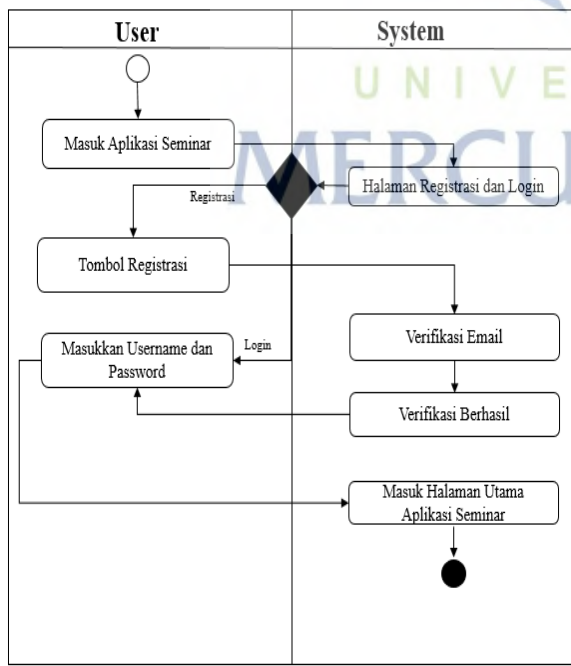 User
System
UNIVE
MERCU
Masuk Aplikasi Seminar
Halaman Registrasi dan Login
Registrasi
Tombol Registrasi
Verifikasi Email
Login
Masukkan Username dan
Password
Verifikasi Berhasil
Masuk Halaman Utama
Aplikasi Seminar